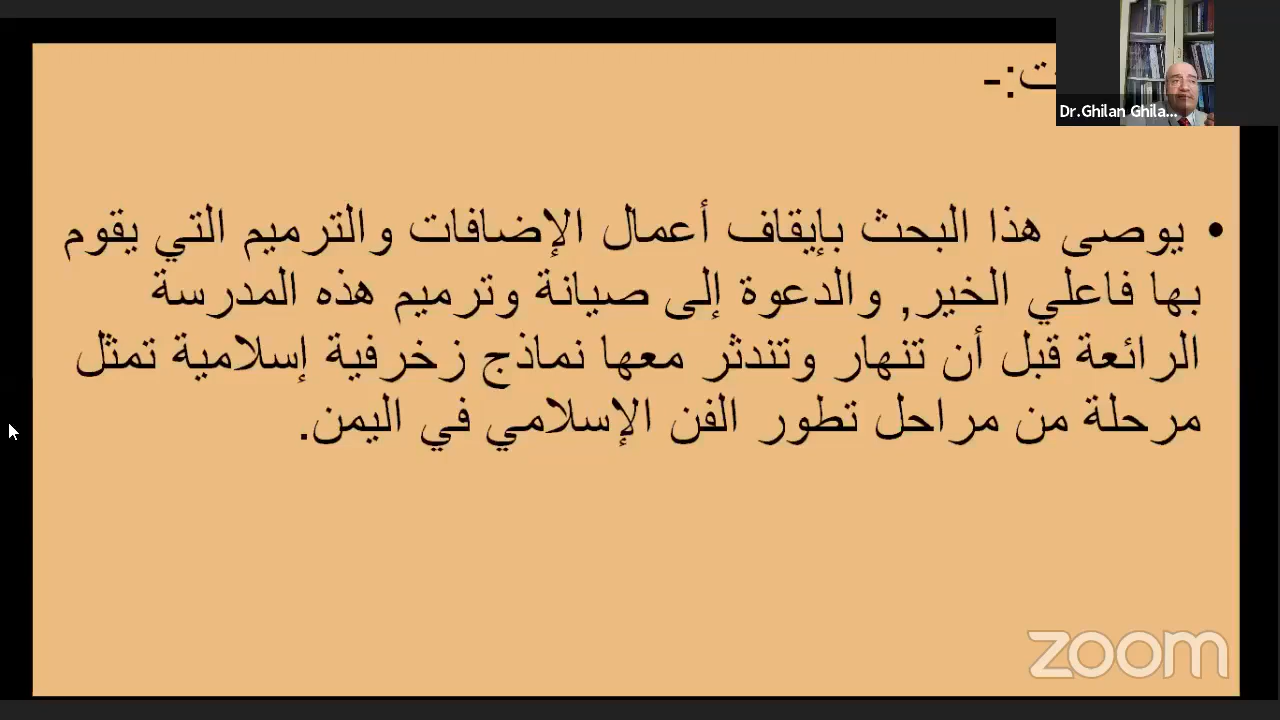 • يوصى هذا البحث بإيقاف أعمال الإضافات والترميم التي يقوم
بها فاعلي الخير, والدعوة إلى صيانة وترميم هذه المدرسة
الرائعة قبل أن تنهار وتندثر معها نماذج زخرفية إسلامية تمثل
مرحلة من مراحل تطور الفن الإسلامي في اليمن.
Dr.Ghilan Ghila...
zoom